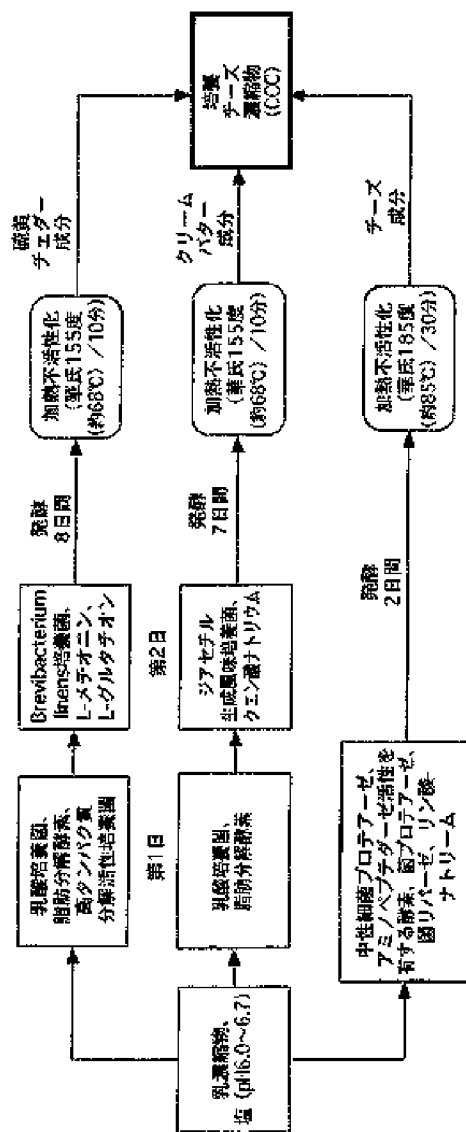 乳濃縮物、
塩(pH6.0～6.7)
乳酸培養菌、
脂肪分解酵素、
高タンパク質
分解活性培養菌
第1日
乳酸培養菌、
脂肪分解酵素
中性細菌プロテアーゼ、
アミノペプチダーゼ活性を
有する酵素、菌プロテアーゼ、
菌リパーゼ、リン酸
ナトリーム
Brevibacterium
linens培養菌、
L-メチオニン、
L-グルタチオン
第2日
ジアセチル
生成風味培養菌、
クエン酸ナトリウム
発酵
8日間
発酵
7日間
発酵
2日間
加熱不活性化
(華氏155度
(約68℃)／10分)
加熱不活性化
(華氏155度
(約68℃)／10分)
加熱不活性化
(華氏185度
(約85℃)／30分)
硫黄
チェダー
成分
クリーム
バター
成分
チーズ
成分
培養
チーズ
濃縮物
(CCC)